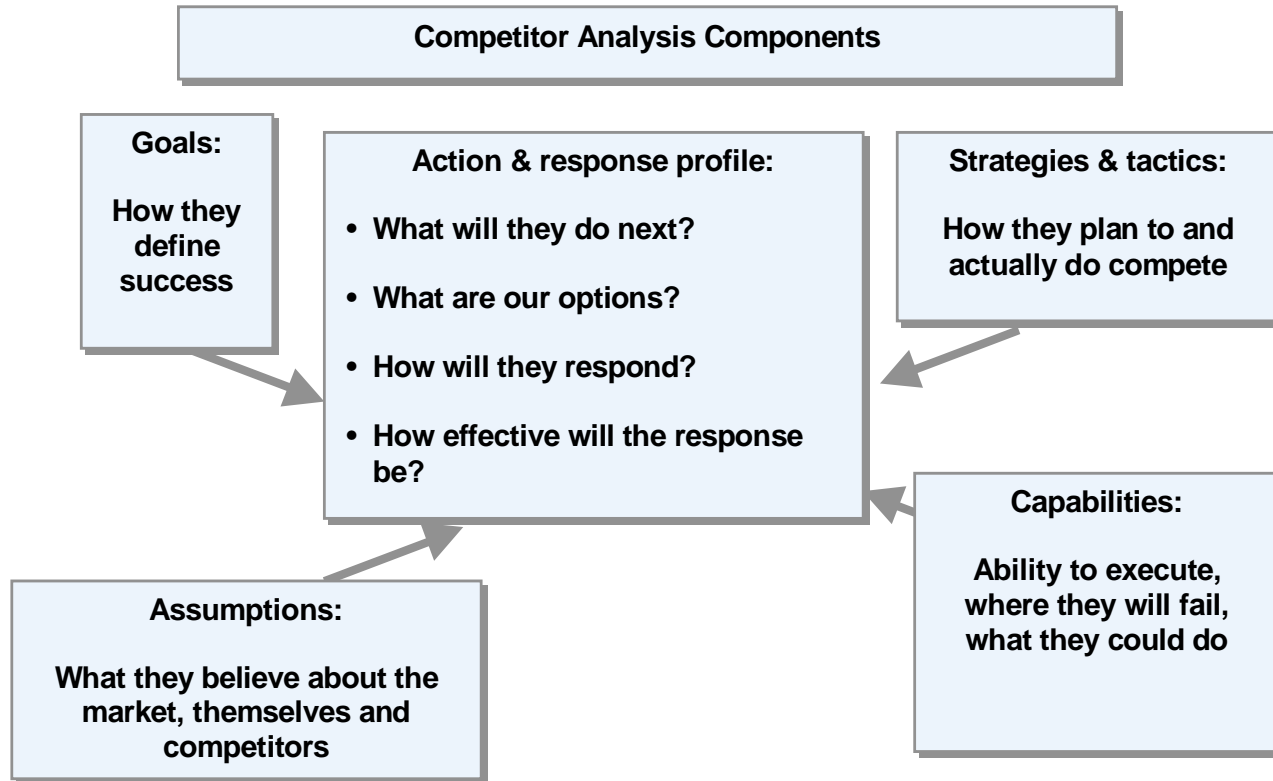 Competitor Analysis Components
Goals:
How they
define
success
Action & response profile:
• What will they do next?
• What are our options?
• How will they respond?
• How effective will the response
be?
Strategies & tactics:
How they plan to and
actually do compete
Assumptions:
What they believe about the
market, themselves and
competitors
Capabilities:
Ability to execute,
where they will fail,
what they could do